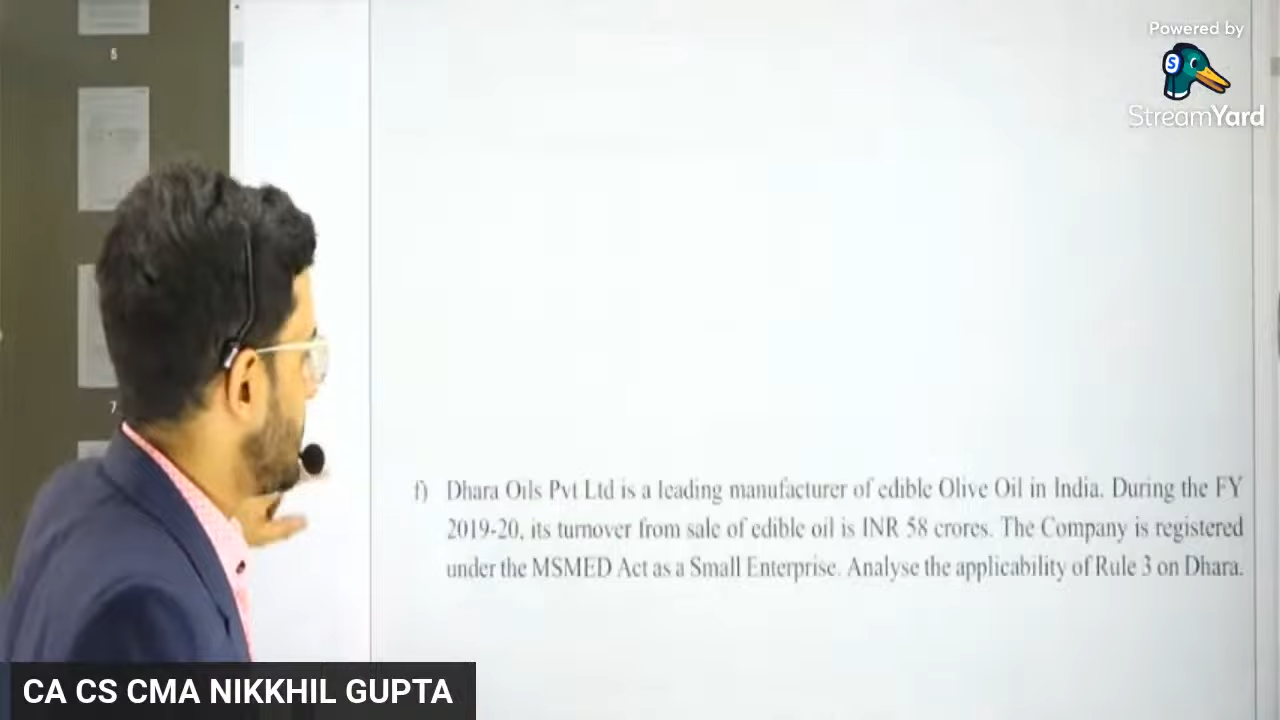 Powered by
S
StreamYard
5
7
f) Dhara Oils Pvt Ltd is a leading manufacturer of edible Olive Oil in India. During the FY
2019-20, its turnover from sale of edible oil is INR 58 crores. The Company is registered
under the MSMED Act as a Small Enterprise. Analyse the applicability of Rule 3 on Dhara.
CA CS CMA NIKKHIL GUPTA